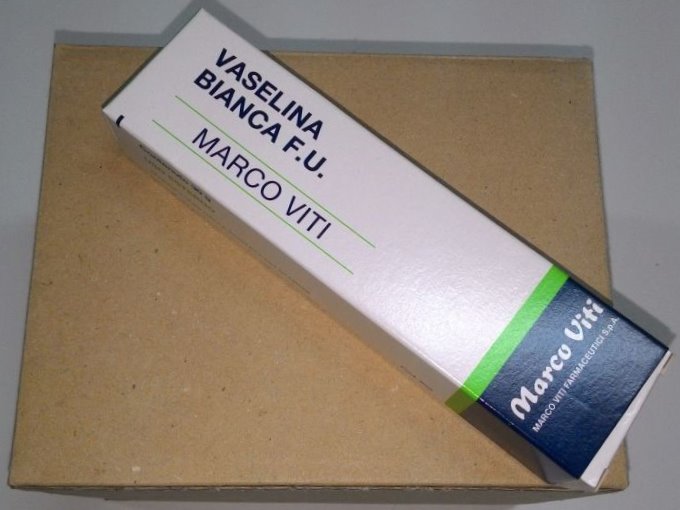 VASELINA
BIANCA F.U.
MARCO VITI
Marco Viti
MARCO VITI FARMACEUTICI S.p.A.